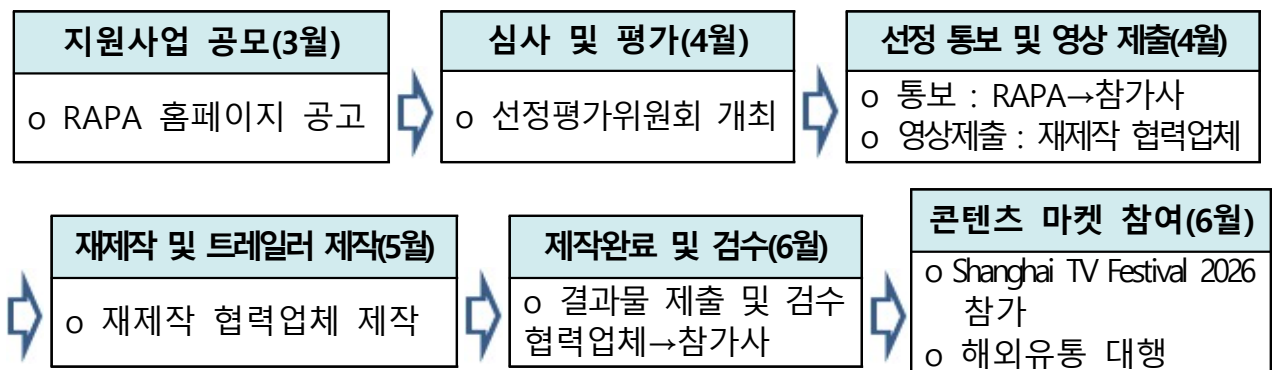 지원사업 공모(3월)
o RAPA 홈페이지 공고
심사 및 평가(4월)
o 선정평가위원회 개최
선정 통보 및 영상 제출(4월)
o 통보 : RAPA→참가사
o 영상제출 : 재제작 협력업체
재제작 및 트레일러 제작(5월)
o 재제작 협력업체 제작
제작완료 및 검수(6월)
o 결과물 제출 및 검수
협력업체→참가사
콘텐츠 마켓 참여(6월)
o Shanghai TV Festival 2026
참가
o 해외유통 대행